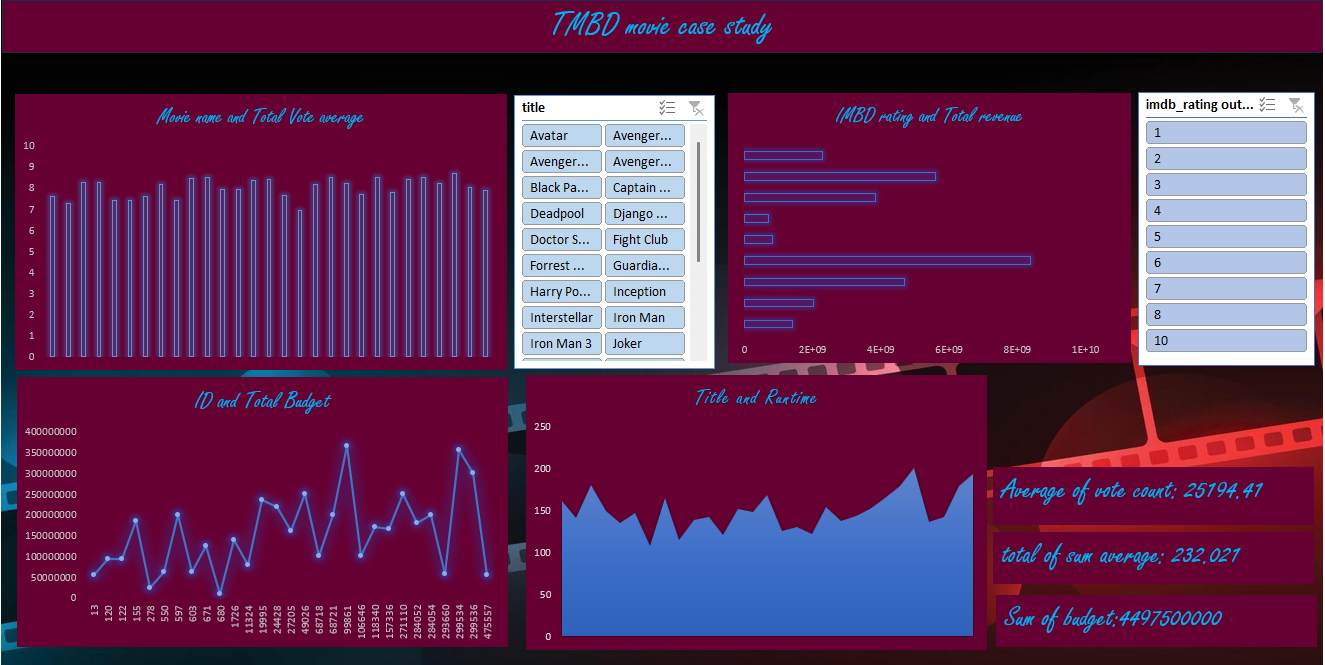 TMBD movie case study
Movie name and Total Vote average
10
9
8
7
6
5
4
3
2
1
0
title
Avatar
Avenger...
Avenger...
Avenger...
Black Pa...
Captain ...
Deadpool
Django ...
Doctor S...
Fight Club
Forrest ...
Guardia...
Harry Po...
Inception
Interstellar
Iron Man
Iron Man 3
Joker
IMBD rating and Total revenue
0 2E+09 4E+09 6E+09 8E+09 1E+10
imdb_rating out...
1
2
3
4
5
6
7
8
10
ID and Total Budget
400000000
350000000
300000000
250000000
200000000
150000000
100000000
50000000
0
13 120 122 155 278 550 597 603 671 680 1726 11324 19995 24428 27205 49026 68718 68721 99861 106646 118340 157336 271110 284052 284054 293660 299534 299536 475557
Title and Runtime
250
200
150
100
50
0
Average of vote count: 25194.41
total of sum average: 232.021
Sum of budget:4497500000